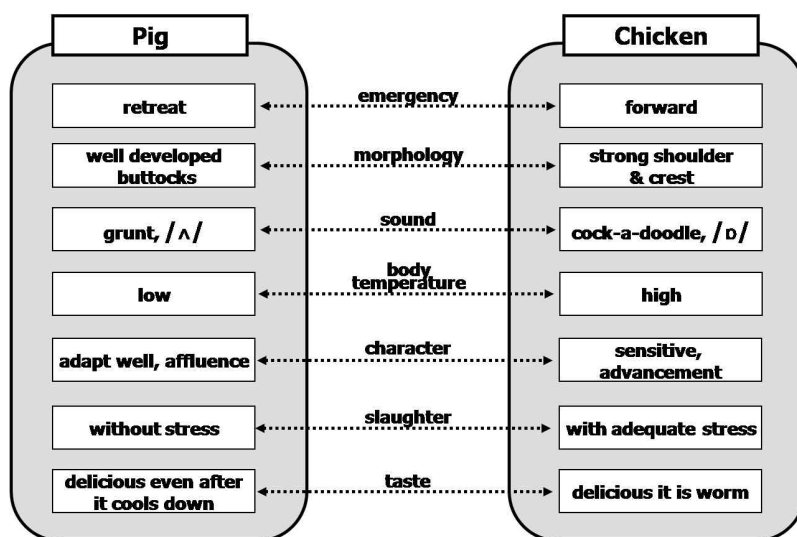 Pig
Chicken
retreat
emergency
forward
well developed
buttocks
morphology
strong shoulder
& crest
grunt, /ʌ/
sound
cock-a-doodle, /ɒ/
low
body
temperature
high
adapt well, affluence
character
sensitive,
advancement
without stress
slaughter
with adequate stress
delicious even after
it cools down
taste
delicious it is worm